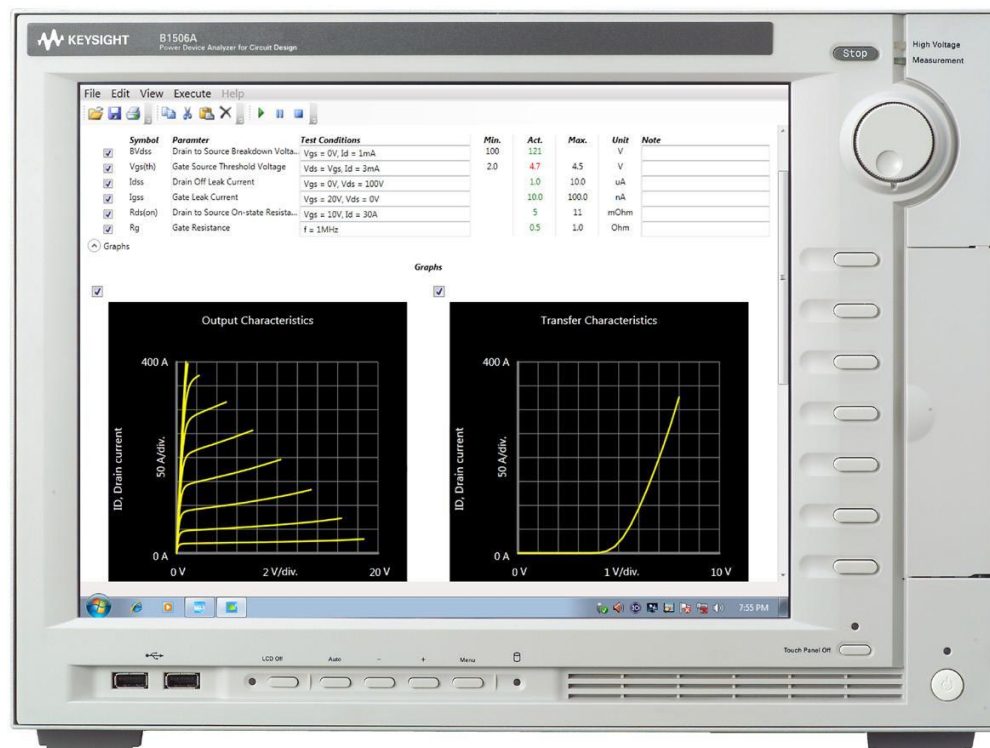 KEYSIGHT B1506A
Power Device Analyzer for Circuit Design
Stop
High Voltage
Measurement
File Edit View Execute Help
Symbol Paramter Test Conditions Min. Act. Max. Unit Note
BVdss Drain to Source Breakdown Volta... Vgs = 0V, Id = 1mA 100 121 V
Vgs(th) Gate Source Threshold Voltage Vds = Vgs, Id = 3mA 2.0 4.7 4.5 V
Idss Drain Off Leak Current Vgs = 0V, Vds = 100V 1.0 10.0 uA
Igss Gate Leak Current Vgs = 20V, Vds = 0V 10.0 100.0 nA
Rds(on) Drain to Source On-state Resista... Vgs = 10V, Id = 30A 5 11 mOhm
Rg Gate Resistance f = 1MHz 0.5 1.0 Ohm
Graphs
Graphs
Output Characteristics
400 A
ID, Drain current
50 A/div.
0 A
0 V 2 V/div. 20 V
Transfer Characteristics
400 A
ID, Drain current
50 A/div.
0 A
0 V 1 V/div. 10 V
7:55 PM
Touch Panel Off
LCD Off Auto - + Menu